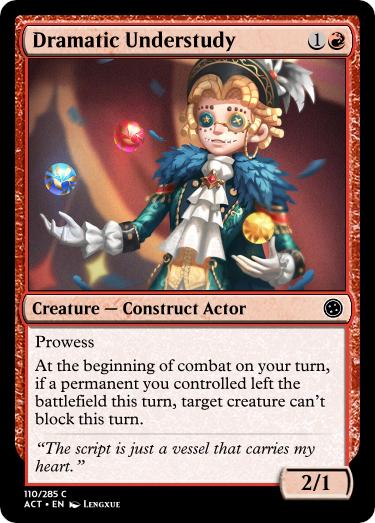 Dramatic Understudy 1
Creature — Construct Actor
Prowess
At the beginning of combat on your turn,
if a permanent you controlled left the
battlefield this turn, target creature can't
block this turn.
"The script is just a vessel that carries my
heart."
2/1
110/285 C
ACT • EN Lengxue